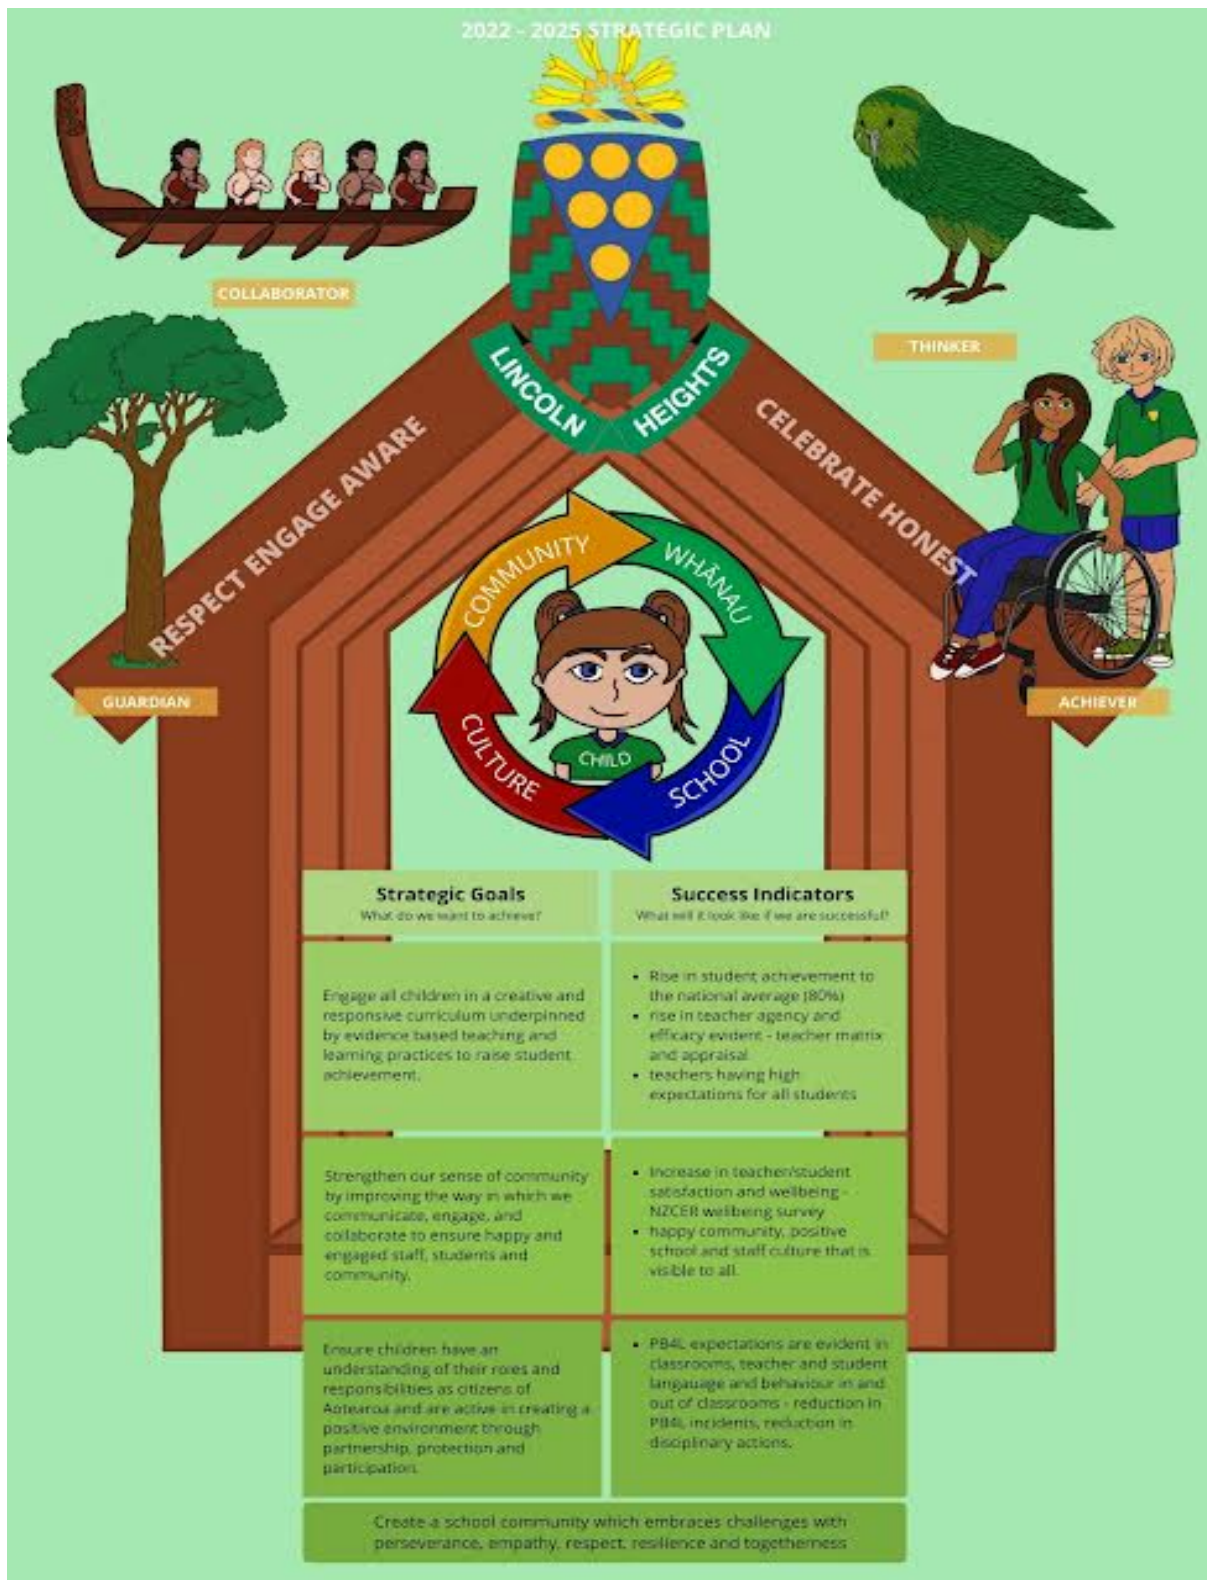 2022 - 2025 STRATEGIC PLAN
COLLABORATOR
THINKER
LINCOLN
HEIGHTS
RESPECT ENGAGE AWARE
CELEBRATE HONEST
GUARDIAN
ACHIEVER
COMMUNITY
WHĀNAU
CULTURE
SCHOOL
CHILD
Strategic Goals
What do we want to achieve?
Success Indicators
What will it look like if we are successful?
Engage all children in a creative and
responsive curriculum underpinned
by evidence based teaching and
learning practices to raise student
achievement.
• Rise in student achievement to
the national average (80%)
• rise in teacher agency and
efficacy evident - teacher matrix
and appraisal
• teachers having high
expectations for all students
Strengthen our sense of community
by improving the way in which we
communicate, engage, and
collaborate to ensure happy and
engaged staff, students and
community.
• Increase in teacher/student
satisfaction and wellbeing -
NZCER wellbeing survey
• happy community, positive
school and staff culture that is
visible to all.
Ensure children have an
understanding of their roles and
responsibilities as citizens of
Aotearoa and are active in creating a
positive environment through
partnership, protection and
participation.
• PB4L expectations are evident in
classrooms, teacher and student
langauage and behaviour in and
out of classrooms - reduction in
PB4L incidents, reduction in
disciplinary actions.
Create a school community which embraces challenges with
perseverance, empathy, respect, resilience and togetherness